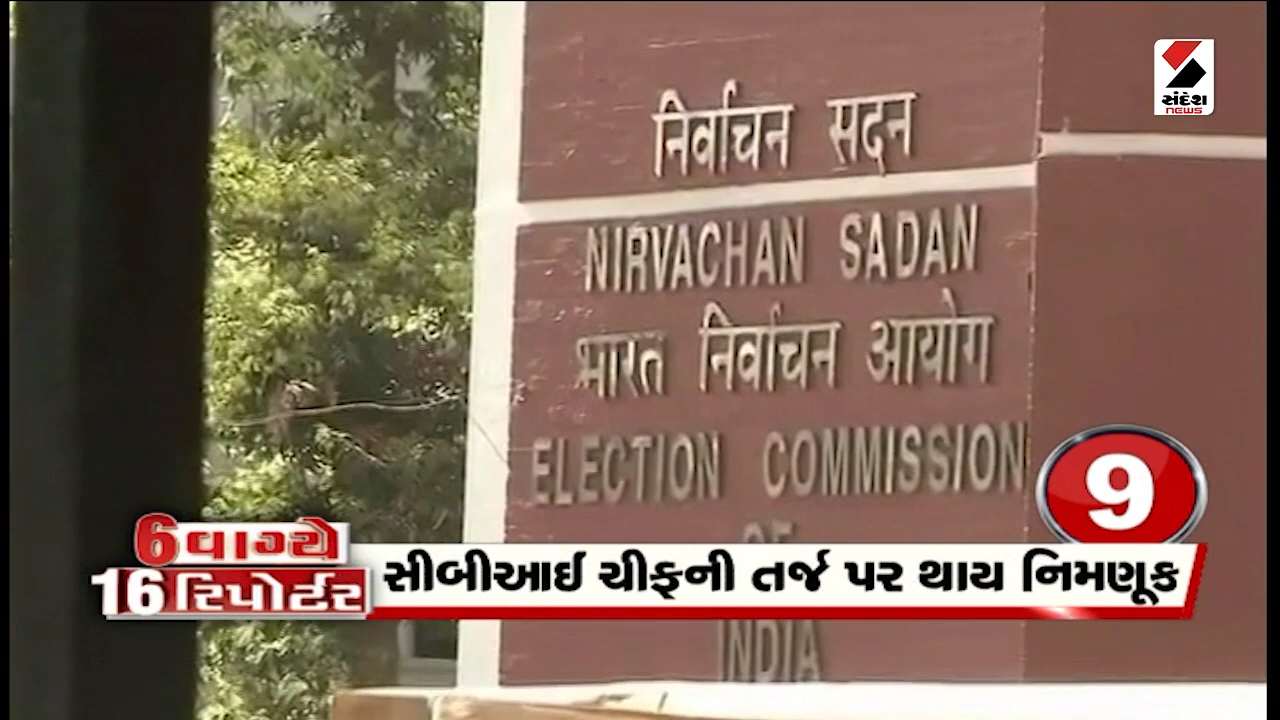 સંદેશ
NEWS
निर्वाचन सदन
NIRVACHAN SADAN
भारत निर्वाचन आयोग
ELECTION COMMISSION
OF
INDIA
9
6 વાગ્યે
16 રિપોર્ટર
સીબીઆઈ ચીફની તર્જ પર થાય નિમણૂક